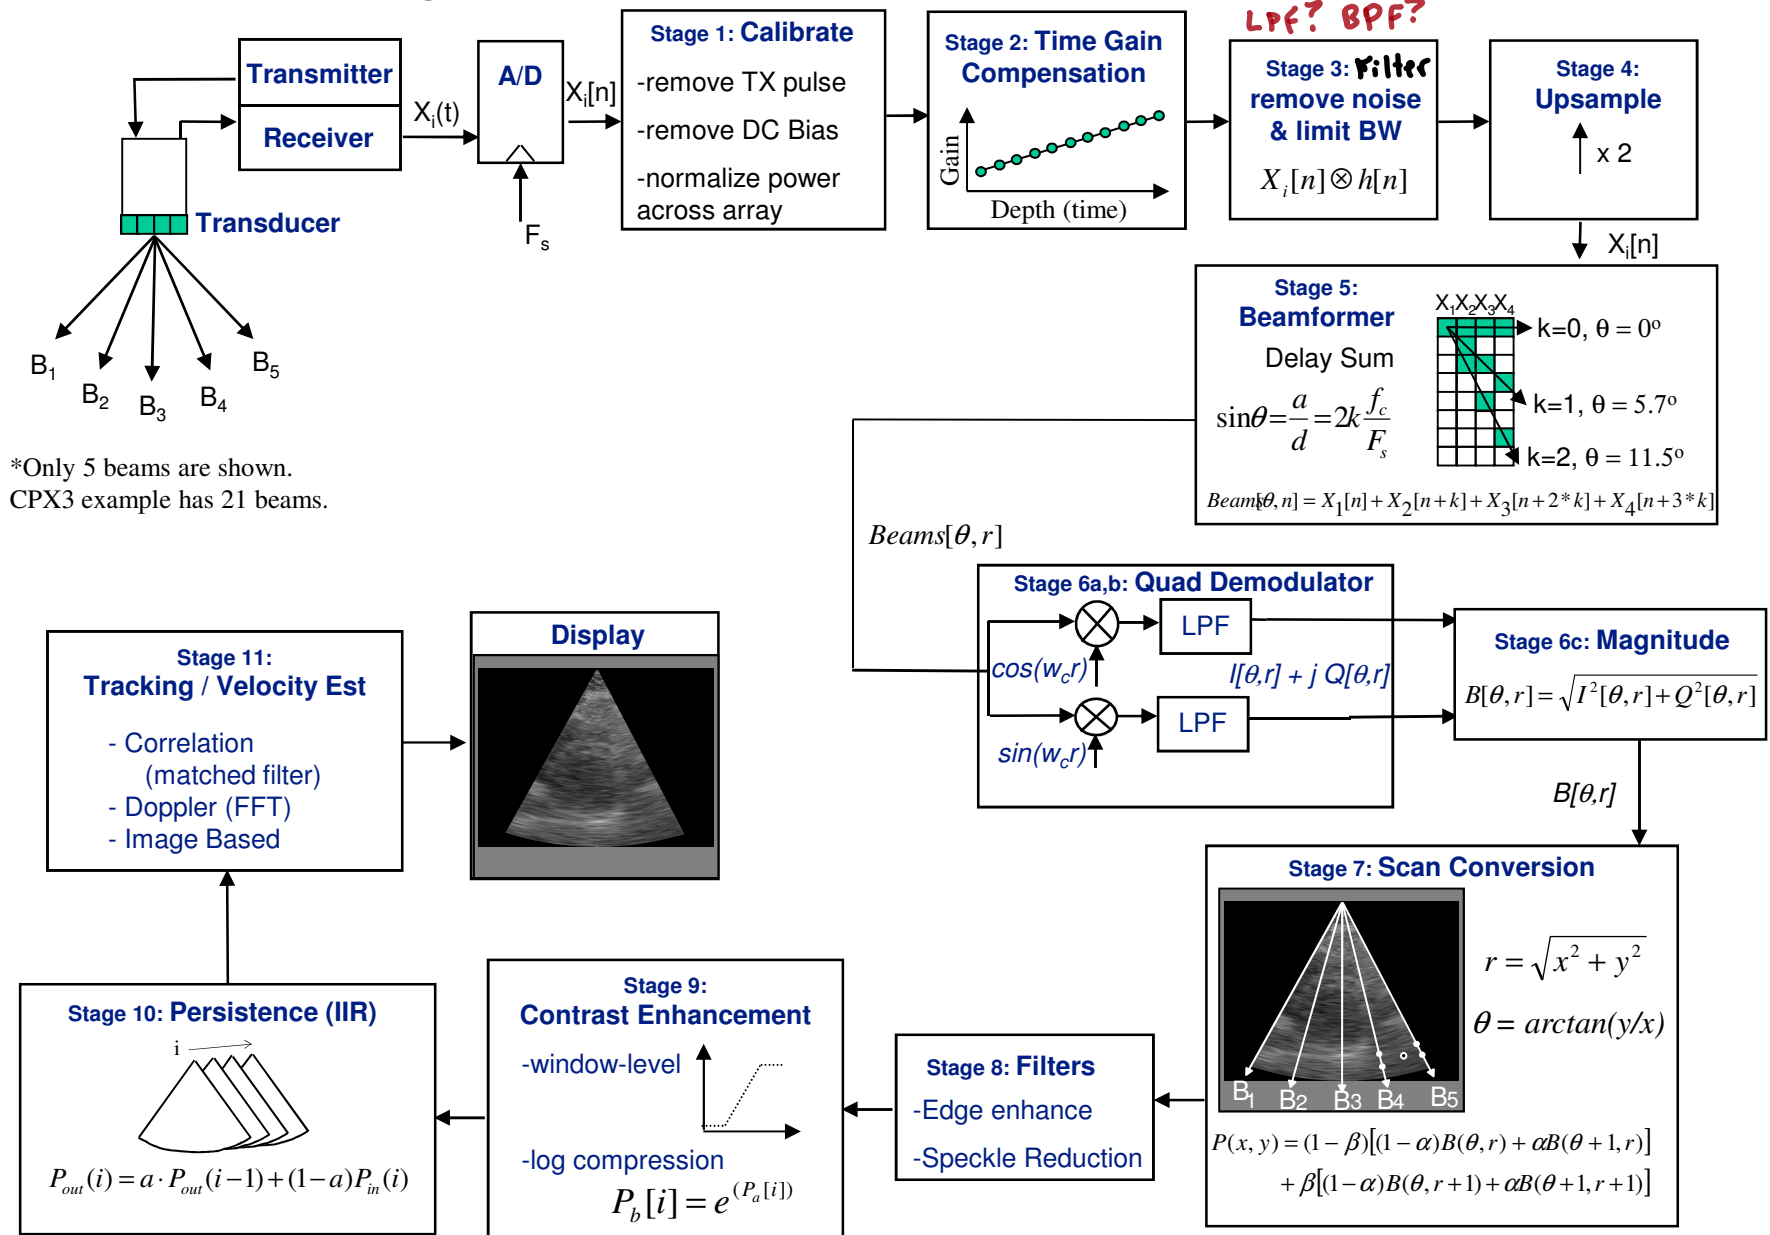 LPF? BPF?
Transmitter
Receiver
Transducer
B1
B2
B3
B4
B5
*Only 5 beams are shown.
CPX3 example has 21 beams.
Xi(t)
A/D
Fs
Xi[n]
Stage 1: Calibrate
-remove TX pulse
-remove DC Bias
-normalize power
across array
Stage 2: Time Gain
Compensation
Gain
Depth (time)
Stage 3: Filter
remove noise
& limit BW
Xi[n]⊗h[n]
Stage 4:
Upsample
x 2
Xi[n]
Stage 5:
Beamformer
Delay Sum
sinθ = a/d = 2k fc/Fs
X1X2X3X4
k=0, θ = 0º
k=1, θ = 5.7º
k=2, θ = 11.5º
Beams[θ, n] = X1[n] + X2[n + k] + X3[n + 2 * k] + X4[n + 3 * k]
Beams[θ, r]
Stage 6a,b: Quad Demodulator
LPF
cos(wcr)
I[θ,r] + j Q[θ,r]
LPF
sin(wcr)
Stage 6c: Magnitude
B[θ, r] = √I²[θ, r] + Q²[θ, r]
B[θ,r]
Stage 7: Scan Conversion
B1 B2 B3 B4 B5
r = √x² + y²
θ = arctan(y/x)
P(x, y) = (1 − β)[(1 − α)B(θ, r) + αB(θ + 1, r)]
+ β[(1 − α)B(θ, r + 1) + αB(θ + 1, r + 1)]
Stage 8: Filters
-Edge enhance
-Speckle Reduction
Stage 9:
Contrast Enhancement
-window-level
-log compression
Pb[i] = e^(Pa[i])
Stage 10: Persistence (IIR)
i
Pout(i) = a · Pout(i − 1) + (1 − a)Pin(i)
Stage 11:
Tracking / Velocity Est
- Correlation
(matched filter)
- Doppler (FFT)
- Image Based
Display